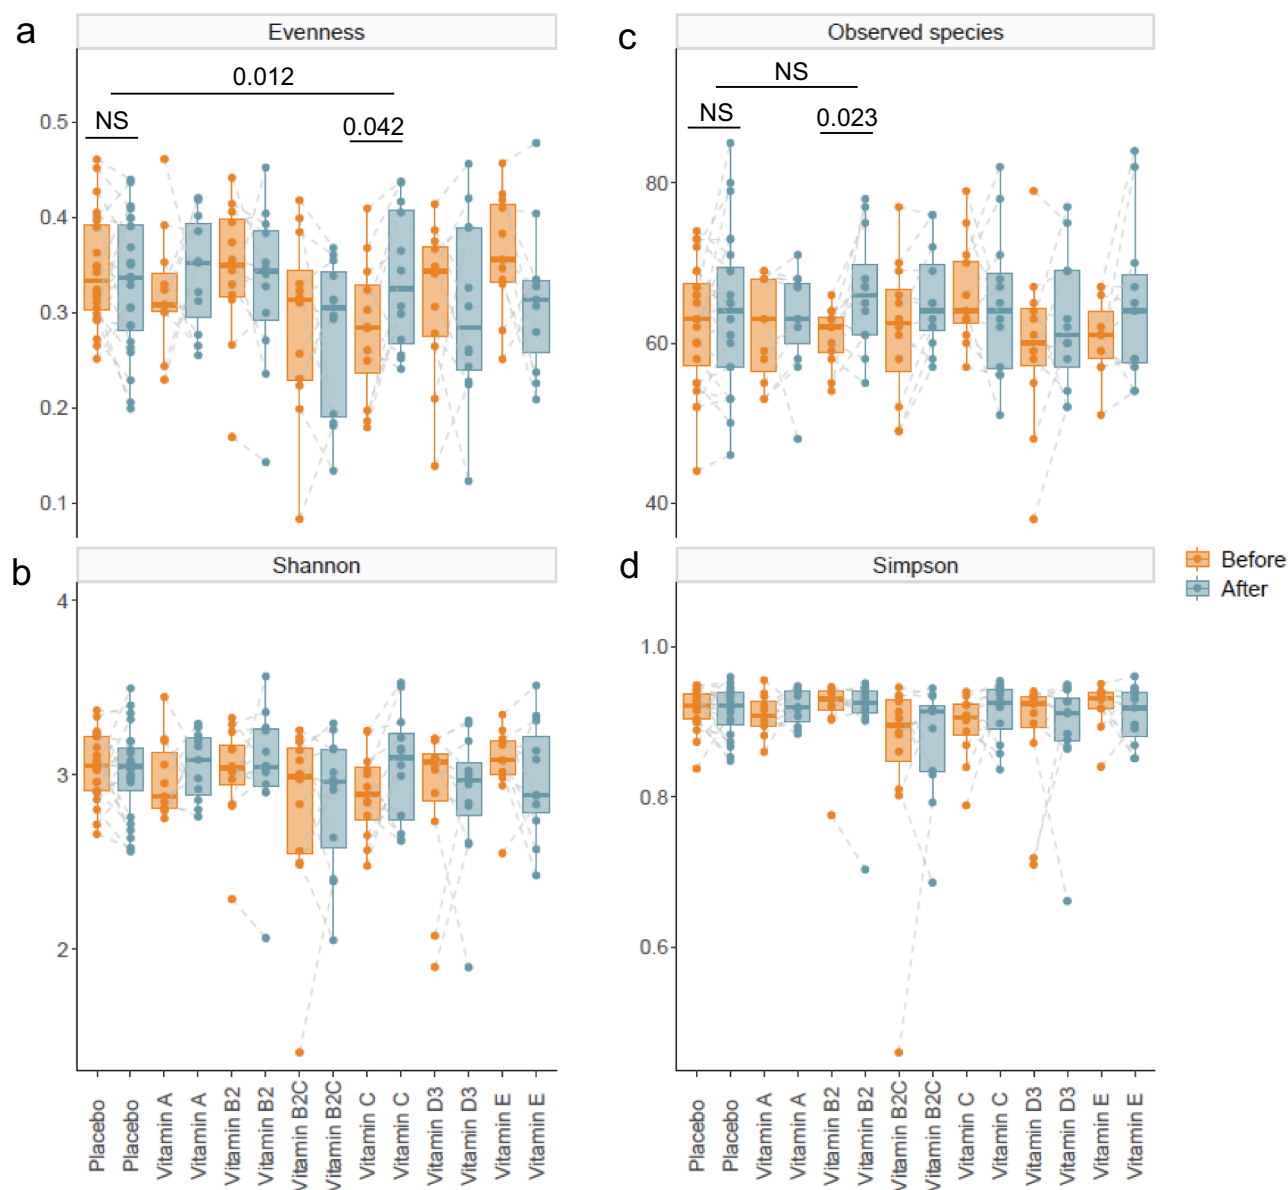 a
Evenness
0.012
NS
0.042
0.5
0.4
0.3
0.2
0.1
c
Observed species
NS
NS
0.023
80
60
40
b
Shannon
4
3
2
Placebo
Placebo
Vitamin A
Vitamin A
Vitamin B2
Vitamin B2
Vitamin B2C
Vitamin B2C
Vitamin C
Vitamin C
Vitamin D3
Vitamin D3
Vitamin E
Vitamin E
d
Simpson
1.0
0.8
0.6
Placebo
Placebo
Vitamin A
Vitamin A
Vitamin B2
Vitamin B2
Vitamin B2C
Vitamin B2C
Vitamin C
Vitamin C
Vitamin D3
Vitamin D3
Vitamin E
Vitamin E
Before
After